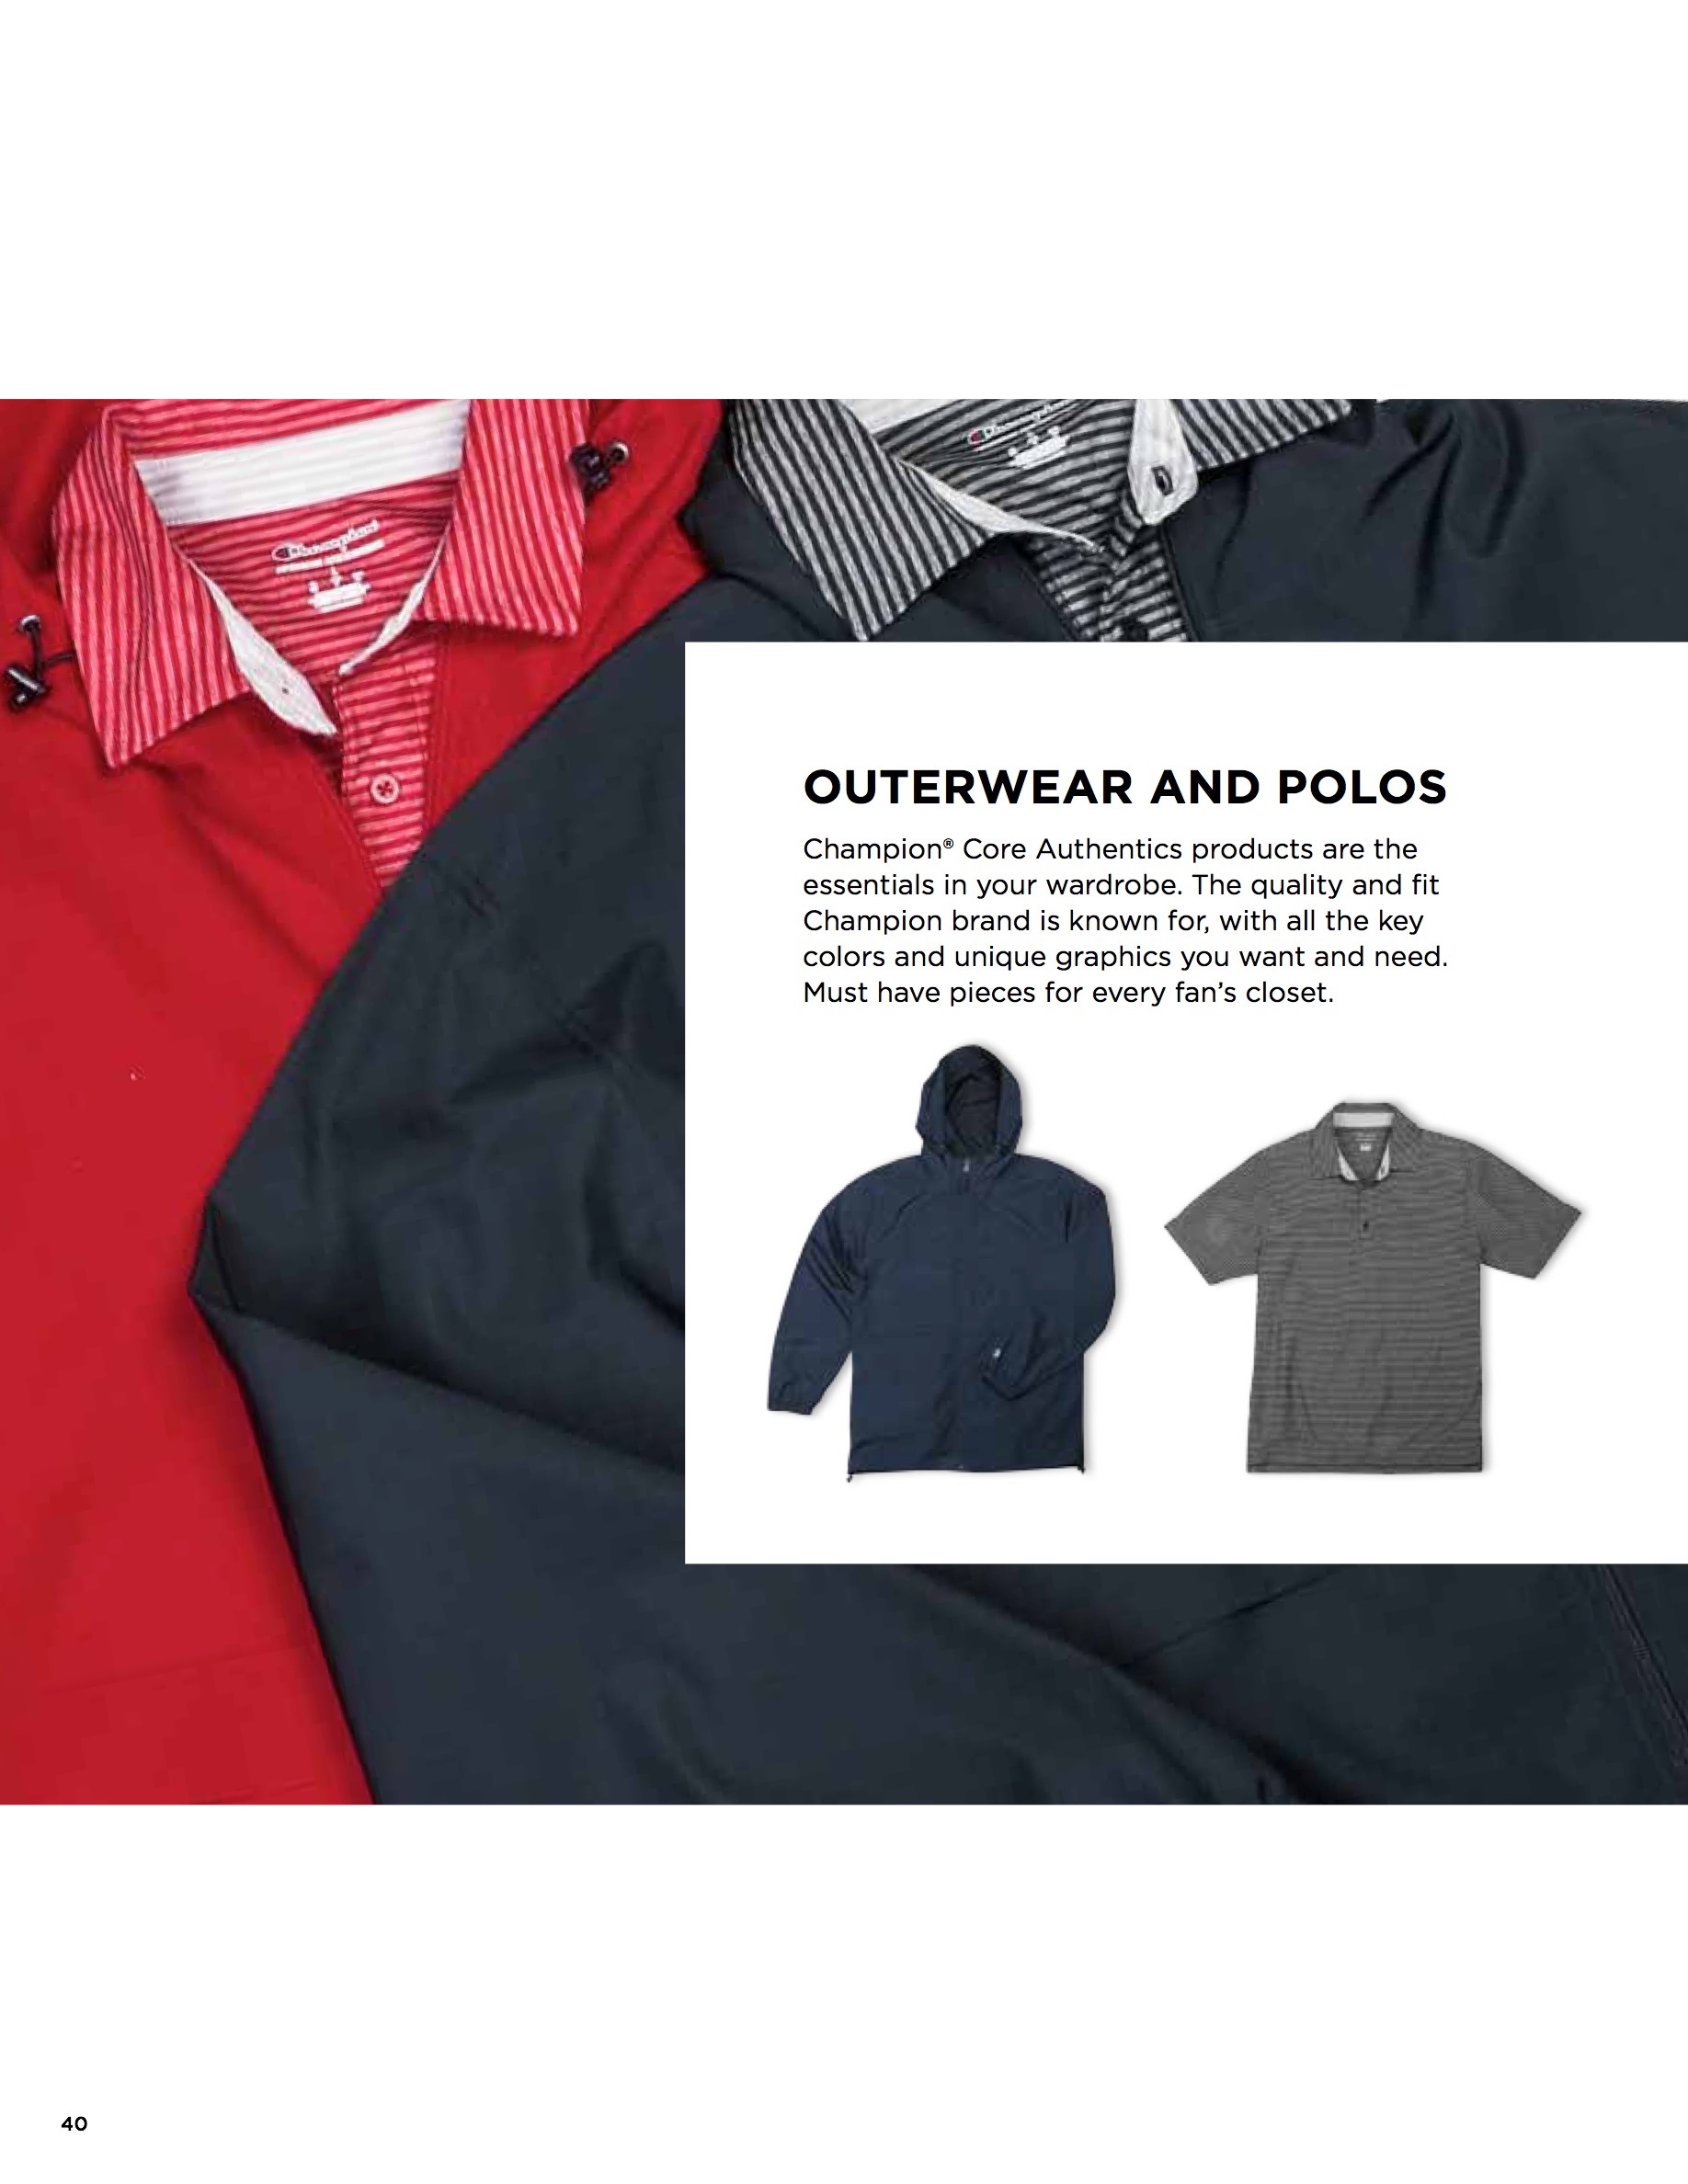 Champion
Champion
OUTERWEAR AND POLOS
Champion® Core Authentics products are the
essentials in your wardrobe. The quality and fit
Champion brand is known for, with all the key
colors and unique graphics you want and need.
Must have pieces for every fan’s closet.
40